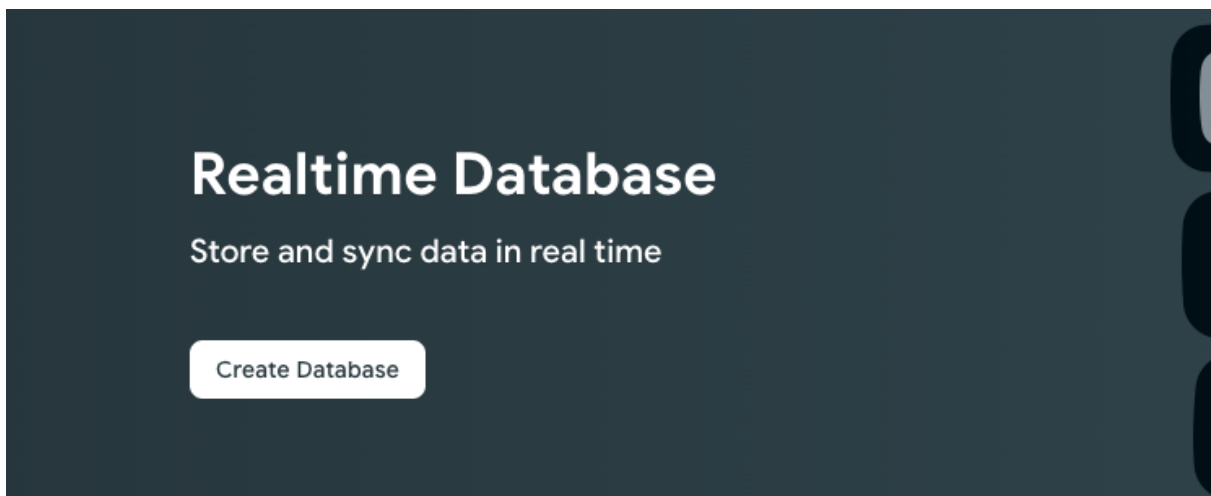 Realtime Database
Store and sync data in real time
Create Database